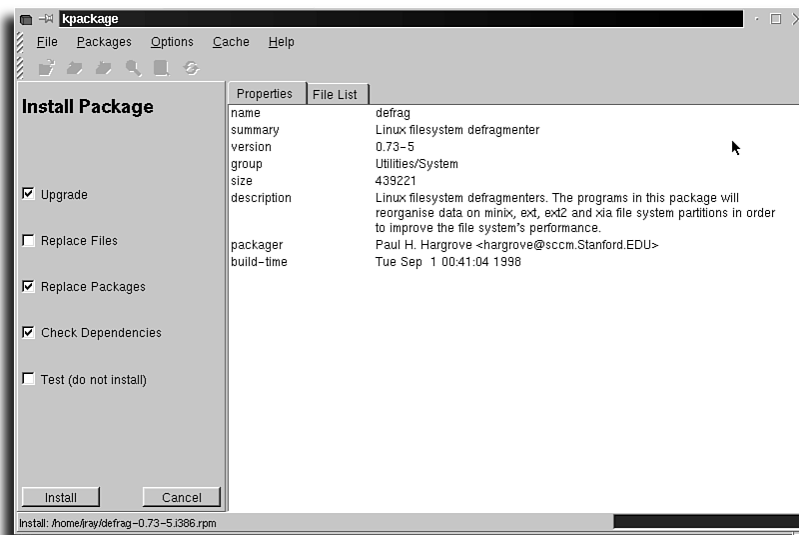 kpackage
File Packages Options Cache Help
Install Package
Upgrade
Replace Files
Replace Packages
Check Dependencies
Test (do not install)
Install Cancel
Properties File List
name defrag
summary Linux filesystem defragmenter
version 0.73-5
group Utilities/System
size 439221
description Linux filesystem defragmenters. The programs in this package will
reorganise data on minix, ext, ext2 and xia file system partitions in order
to improve the file system's performance.
packager Paul H. Hargrove <hargrove@sccm.Stanford.EDU>
build-time Tue Sep 1 00:41:04 1998
Install: /home/jray/defrag-0.73-5.i386.rpm